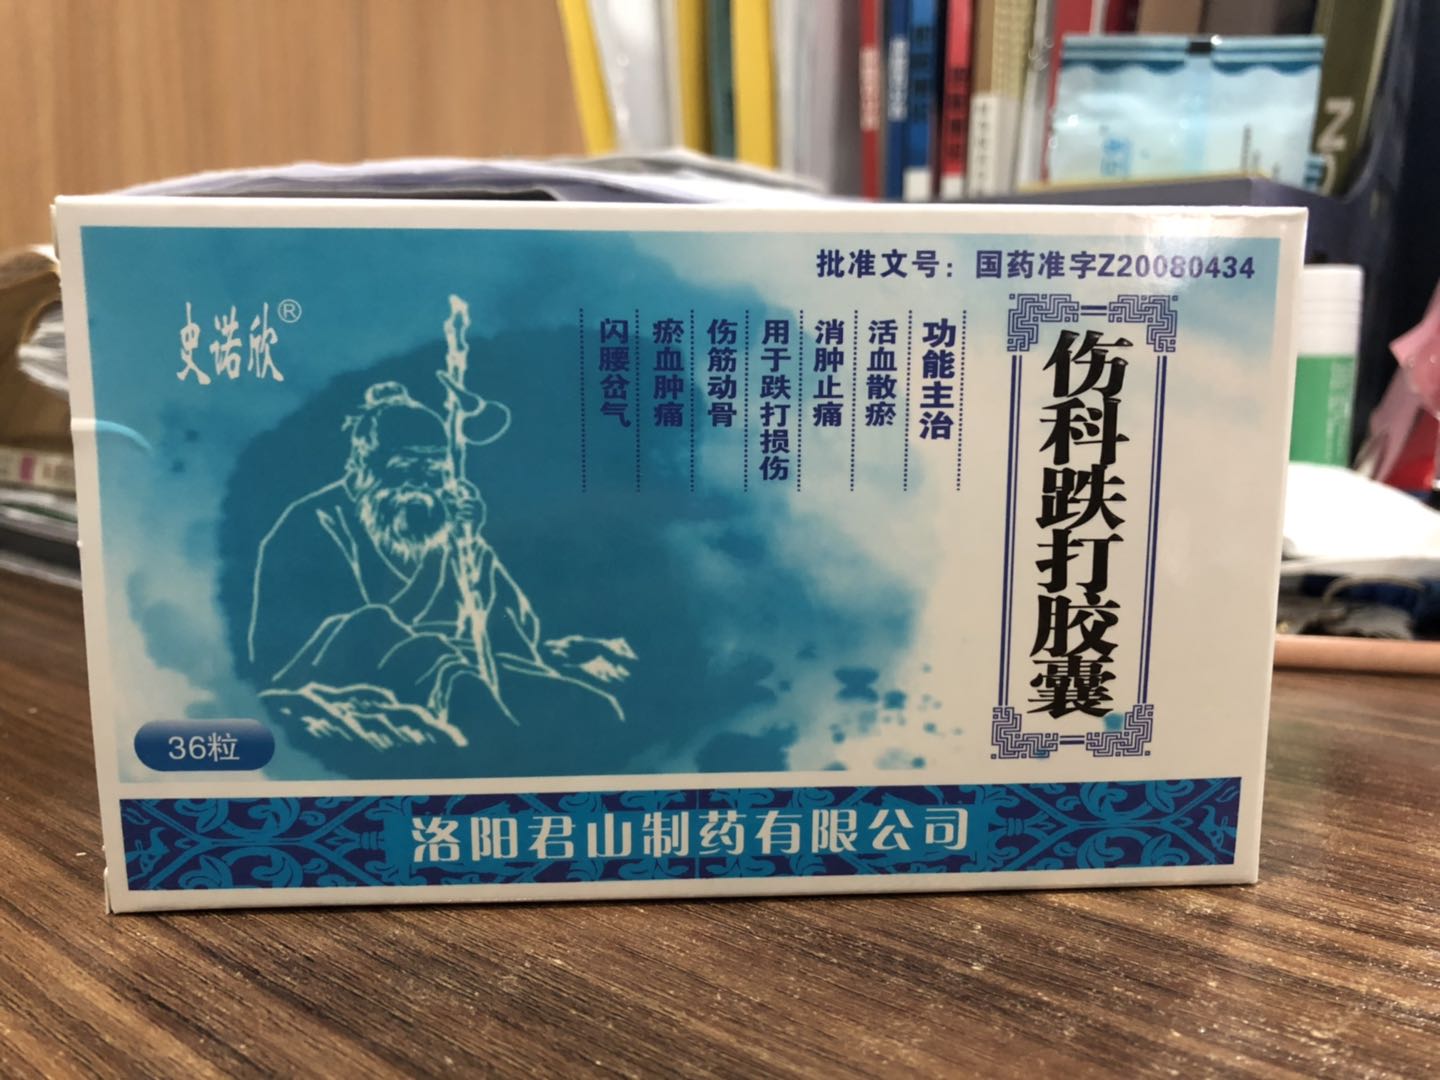 批准文号：国药准字Z20080434
史诺欣®
伤科跌打胶囊
功能主治
活血散瘀
消肿止痛
用于跌打损伤
伤筋动骨
瘀血肿痛
闪腰岔气
36粒
洛阳君山制药有限公司